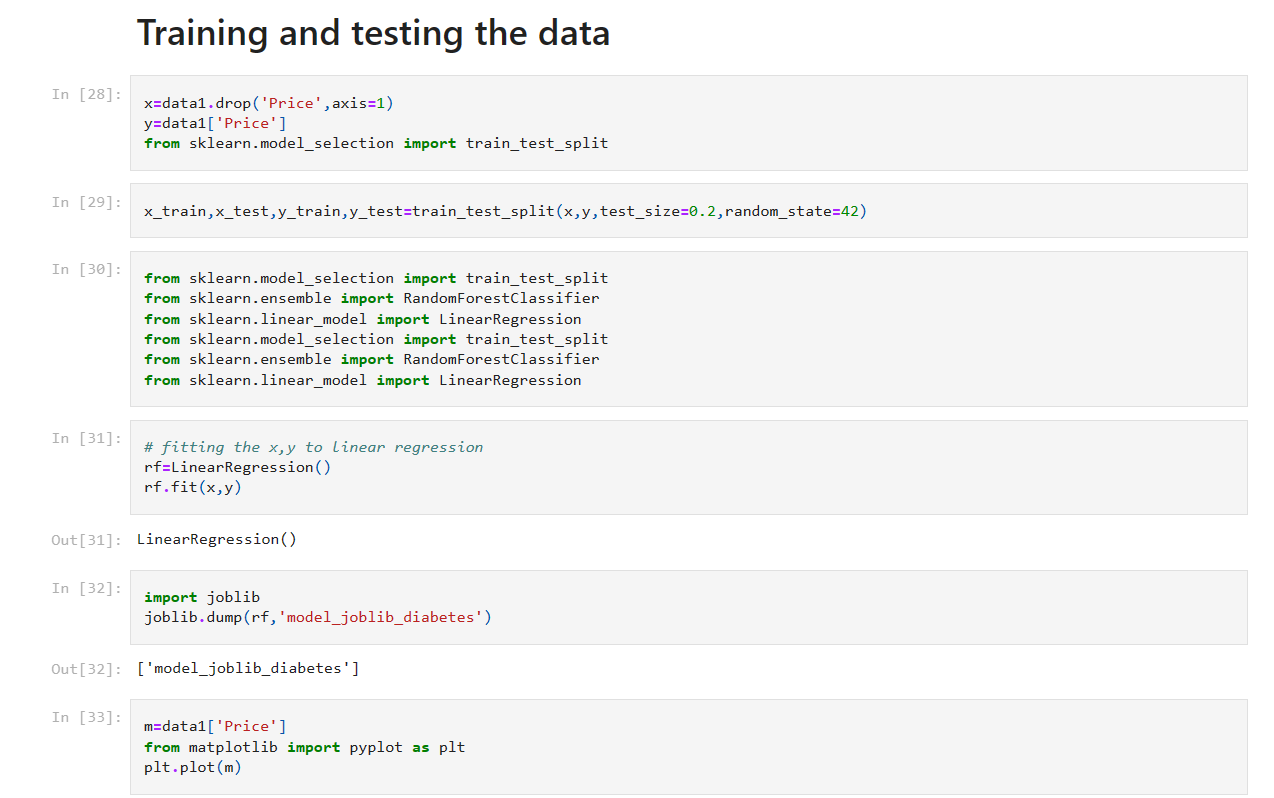 Training and testing the data
In [28]:
x=data1.drop('Price',axis=1)
y=data1['Price']
from sklearn.model_selection import train_test_split
In [29]:
x_train,x_test,y_train,y_test=train_test_split(x,y,test_size=0.2,random_state=42)
In [30]:
from sklearn.model_selection import train_test_split
from sklearn.ensemble import RandomForestClassifier
from sklearn.linear_model import LinearRegression
from sklearn.model_selection import train_test_split
from sklearn.ensemble import RandomForestClassifier
from sklearn.linear_model import LinearRegression
In [31]:
# fitting the x,y to linear regression
rf=LinearRegression()
rf.fit(x,y)
Out[31]: LinearRegression()
In [32]:
import joblib
joblib.dump(rf,'model_joblib_diabetes')
Out[32]: ['model_joblib_diabetes']
In [33]:
m=data1['Price']
from matplotlib import pyplot as plt
plt.plot(m)